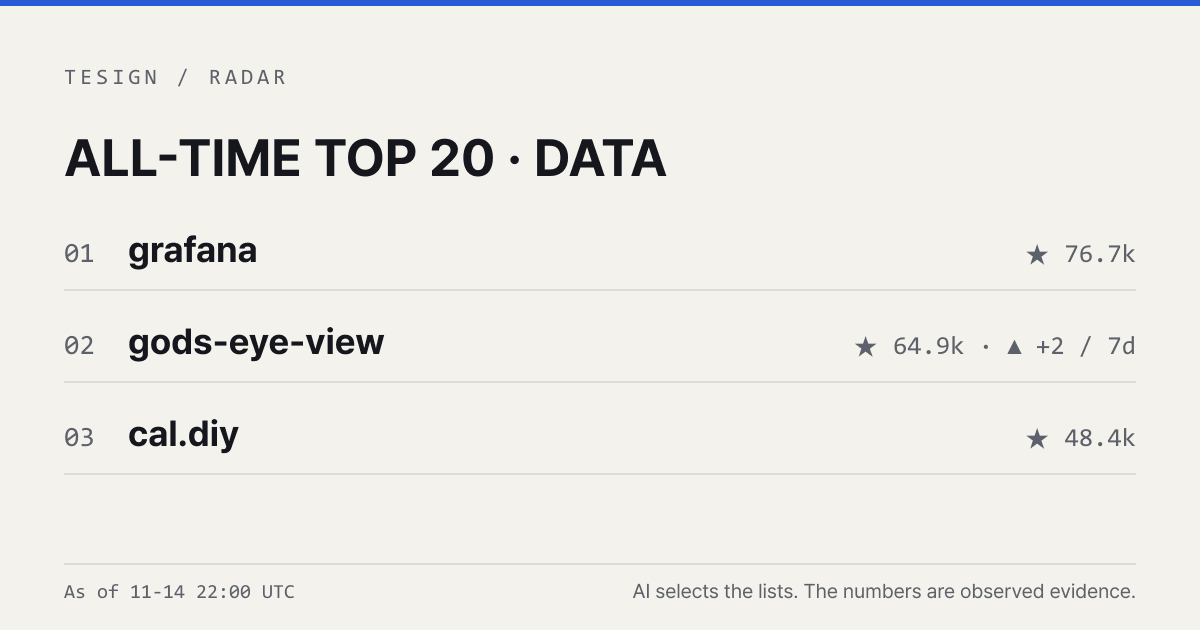 TESIGN / RADAR
ALL-TIME TOP 20 · DATA
01 grafana ★ 76.7k
02 gods-eye-view ★ 64.9k · ▲ +2 / 7d
03 cal.diy ★ 48.4k
As of 11-14 22:00 UTC AI selects the lists. The numbers are observed evidence.